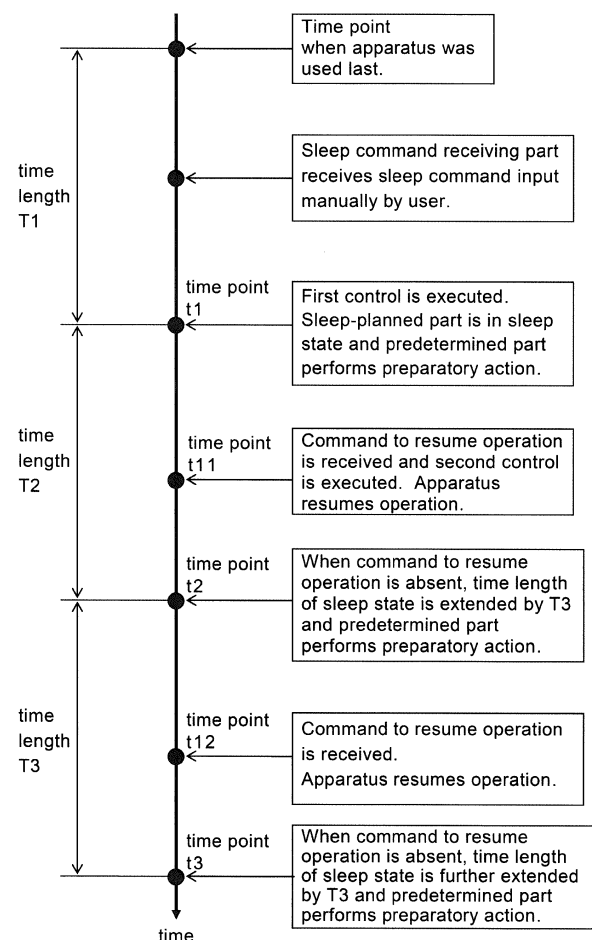 Time point
when apparatus was
used last.
time
length
T1
Sleep command receiving part
receives sleep command input
manually by user.
time point
t1
First control is executed.
Sleep-planned part is in sleep
state and predetermined part
performs preparatory action.
time
length
T2
time point
t11
Command to resume operation
is received and second control
is executed.  Apparatus
resumes operation.
time point
t2
When command to resume
operation is absent, time length
of sleep state is extended by T3
and predetermined part
performs preparatory action.
time
length
T3
time point
t12
Command to resume operation
is received.
Apparatus resumes operation.
time point
t3
When command to resume
operation is absent, time length
of sleep state is further extended
by T3 and predetermined part
performs preparatory action.
time